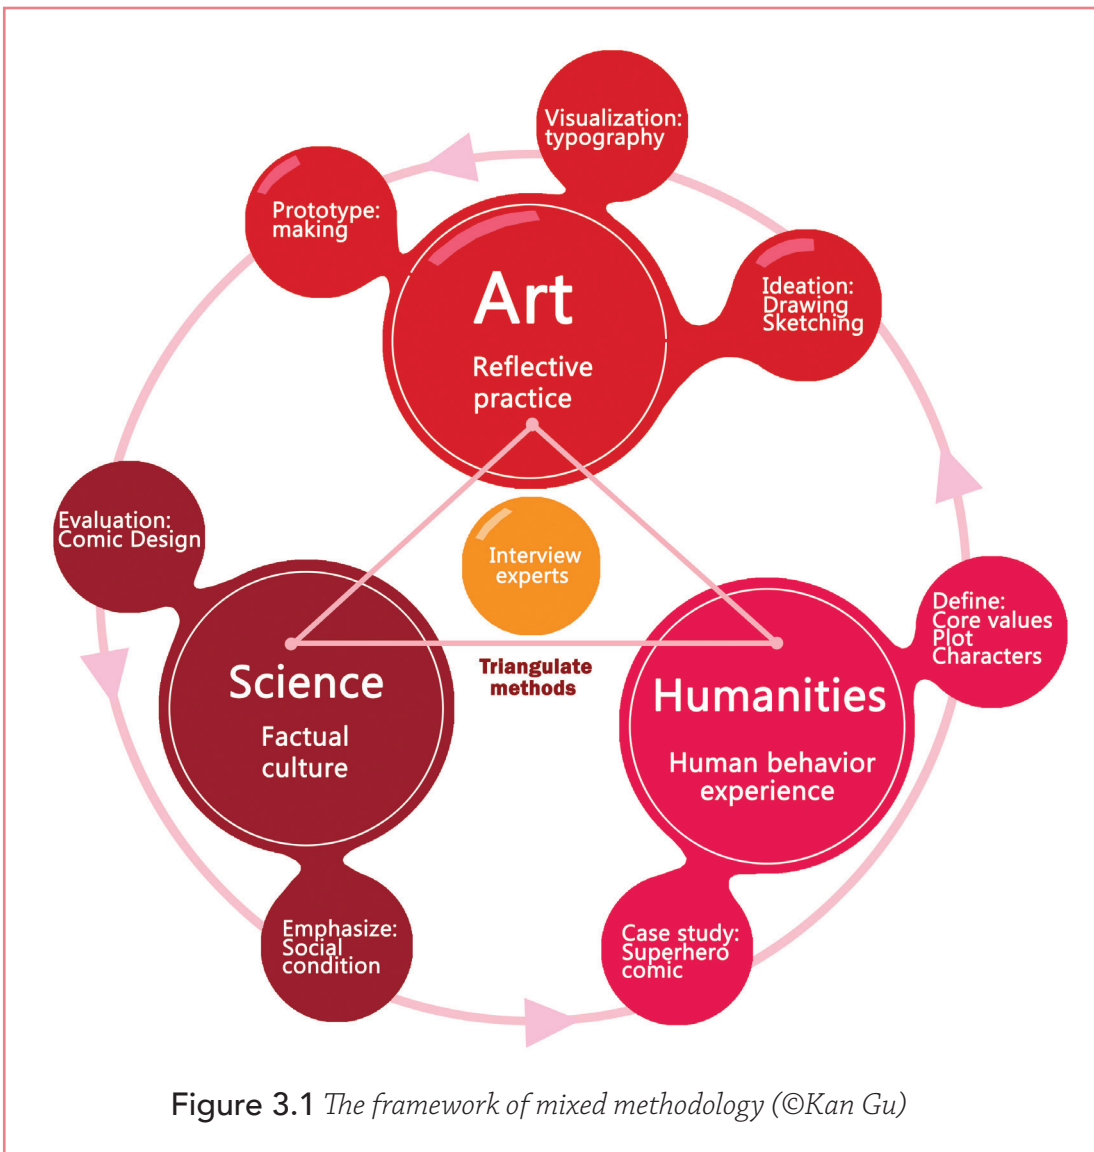 Visualization:
typography
Prototype:
making
Art
Reflective
practice
Ideation:
Drawing
Sketching
Evaluation:
Comic Design
Interview
experts
Triangulate
methods
Science
Factual
culture
Humanities
Human behavior
experience
Define:
Core values
Plot
Characters
Emphasize:
Social
condition
Case study:
Superhero
comic
Figure 3.1 The framework of mixed methodology (©Kan Gu)